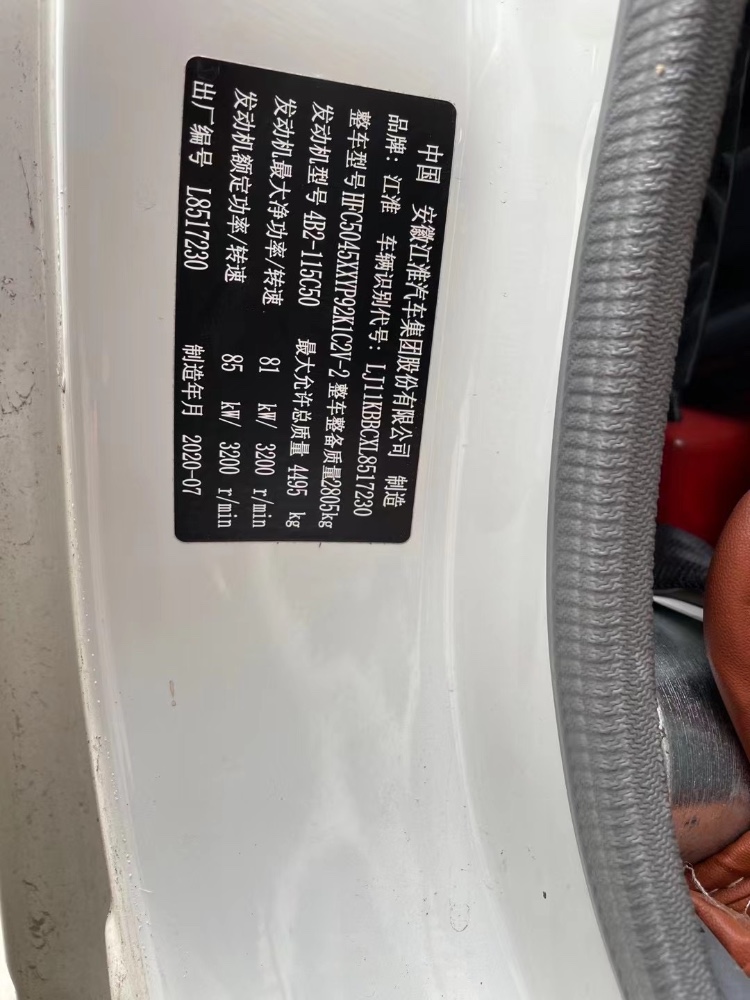 中国 安徽江淮汽车集团股份有限公司 制造
品牌：江淮 车辆识别代号：LJ11KBBCXL8517230
整车型号 HFC5045XXYP92K1C2V-2 整车整备质量2805kg
发动机型号 4B2-115C50 最大允许总质量 4495 kg
发动机最大净功率/转速 81 kW/ 3200 r/min
发动机额定功率/转速 85 kW/ 3200 r/min
出厂编号 L8517230 制造年月 2020-07